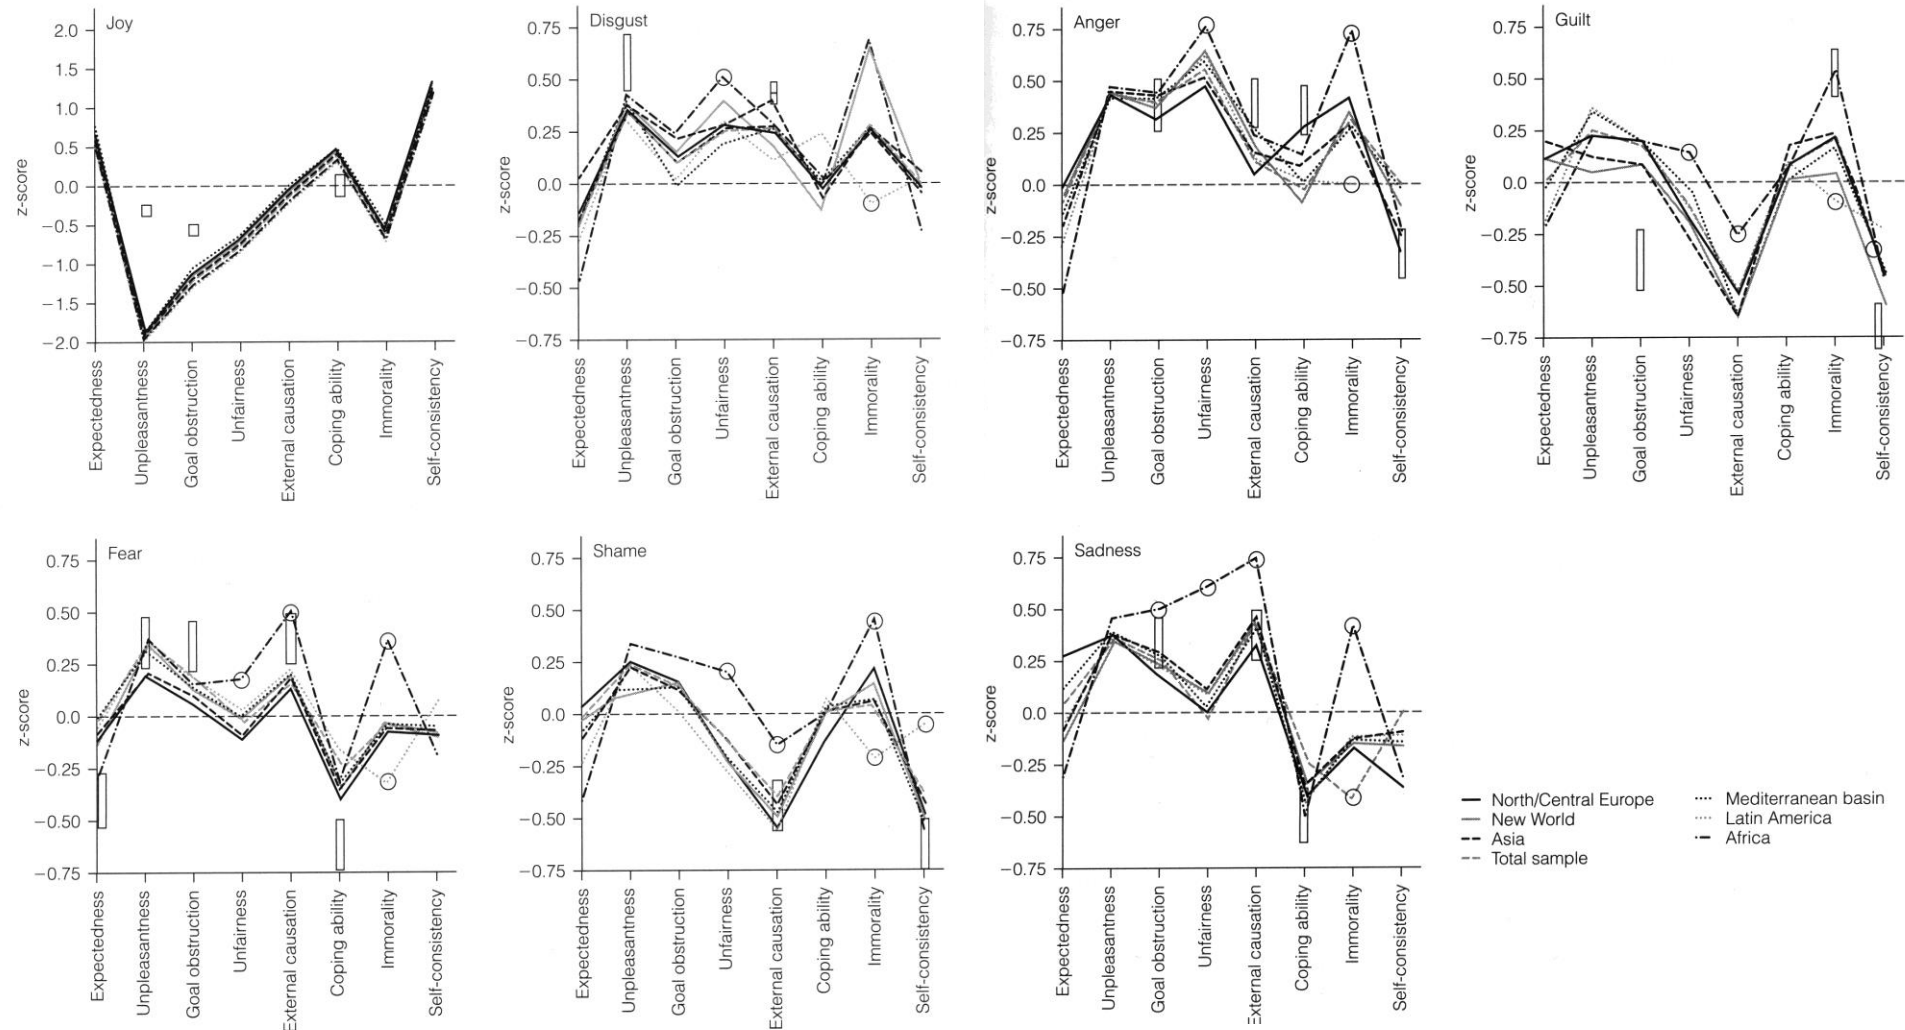 Joy
z-score
2.0
1.5
1.0
0.5
0.0
−0.5
−1.0
−1.5
−2.0
Expectedness
Unpleasantness
Goal obstruction
Unfairness
External causation
Coping ability
Immorality
Self-consistency
Disgust
z-score
0.75
0.50
0.25
0.0
−0.25
−0.50
−0.75
Expectedness
Unpleasantness
Goal obstruction
Unfairness
External causation
Coping ability
Immorality
Self-consistency
Anger
z-score
0.75
0.50
0.25
0.0
−0.25
−0.50
−0.75
Expectedness
Unpleasantness
Goal obstruction
Unfairness
External causation
Coping ability
Immorality
Self-consistency
Guilt
z-score
0.75
0.50
0.25
0.0
−0.25
−0.50
−0.75
Expectedness
Unpleasantness
Goal obstruction
Unfairness
External causation
Coping ability
Immorality
Self-consistency
Fear
z-score
0.75
0.50
0.25
0.0
−0.25
−0.50
−0.75
Expectedness
Unpleasantness
Goal obstruction
Unfairness
External causation
Coping ability
Immorality
Self-consistency
Shame
z-score
0.75
0.50
0.25
0.0
−0.25
−0.50
−0.75
Expectedness
Unpleasantness
Goal obstruction
Unfairness
External causation
Coping ability
Immorality
Self-consistency
Sadness
z-score
0.75
0.50
0.25
0.0
−0.25
−0.50
−0.75
Expectedness
Unpleasantness
Goal obstruction
Unfairness
External causation
Coping ability
Immorality
Self-consistency
North/Central Europe
New World
Asia
Total sample
Mediterranean basin
Latin America
Africa